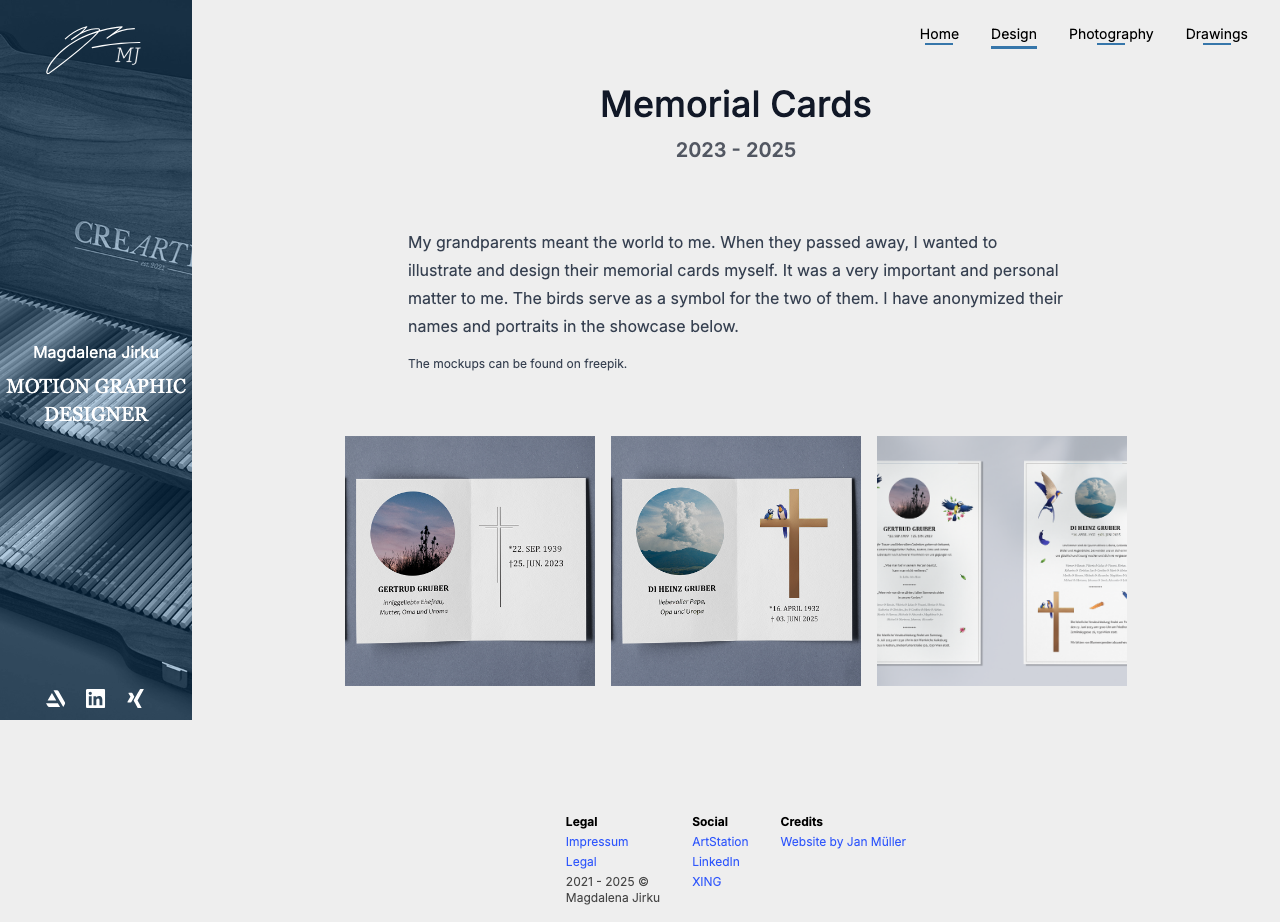 MJ
CREART
est. 2021
Magdalena Jirku
MOTION GRAPHIC
DESIGNER
Home
Design
Photography
Drawings
Memorial Cards
2023 - 2025
My grandparents meant the world to me. When they passed away, I wanted to
illustrate and design their memorial cards myself. It was a very important and personal
matter to me. The birds serve as a symbol for the two of them. I have anonymized their
names and portraits in the showcase below.
The mockups can be found on freepik.
GERTRUD GRUBER
innig­geliebte Ehefrau,
Mutter, Oma und Uroma
*22. SEP. 1939
†25. JUN. 2023
DI HEINZ GRUBER
liebevoller Papa,
Opa und Uropa
*16. APRIL 1932
† 03. JUNI 2025
GERTRUD GRUBER
DI HEINZ GRUBER
Legal
Impressum
Legal
2021 - 2025 ©
Magdalena Jirku
Social
ArtStation
LinkedIn
XING
Credits
Website by Jan Müller